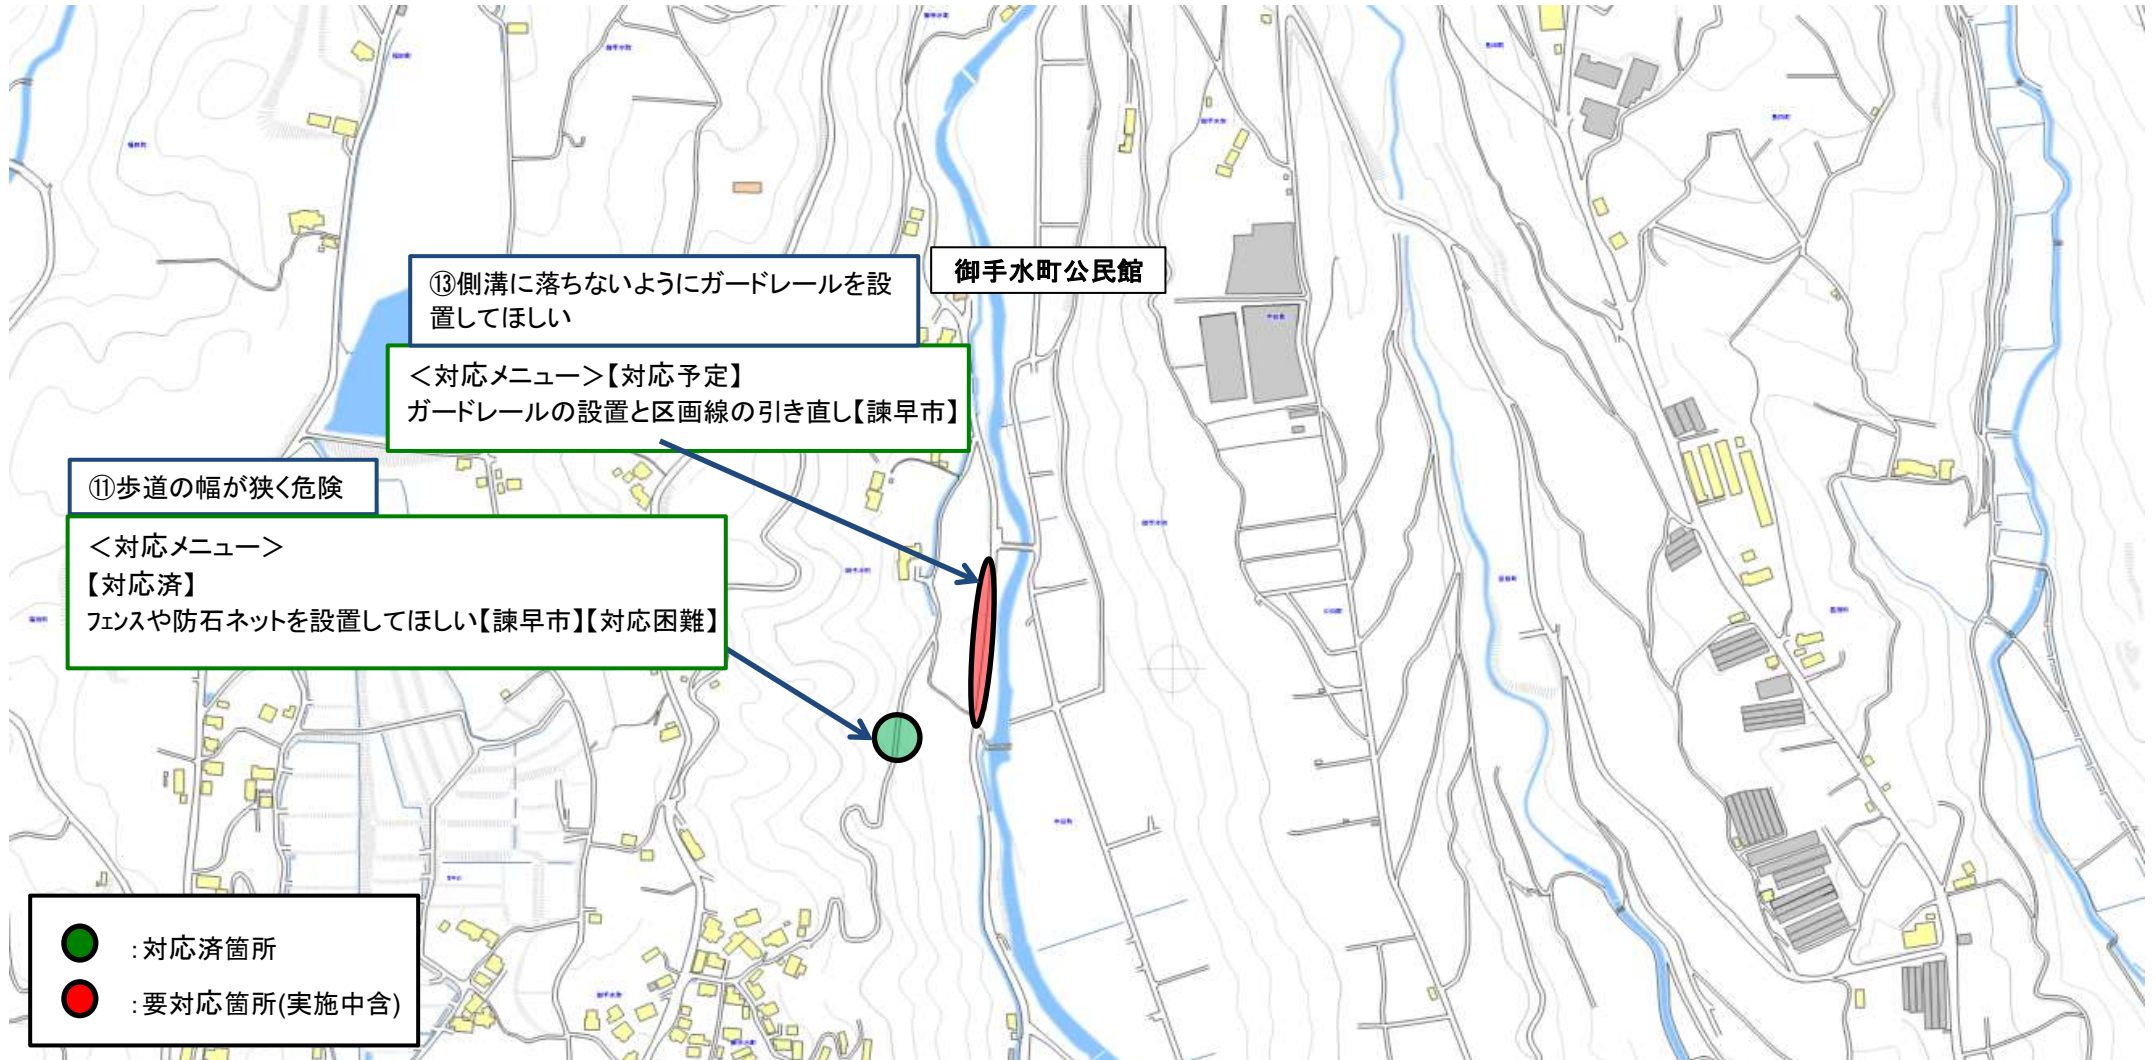 御手水町公民館
⑬側溝に落ちないようにガードレールを設
置してほしい
＜対応メニュー＞【対応予定】
ガードレールの設置と区画線の引き直し【諫早市】
⑪歩道の幅が狭く危険
＜対応メニュー＞
【対応済】
フェンスや防石ネットを設置してほしい【諫早市】【対応困難】
：対応済箇所
：要対応箇所(実施中含)